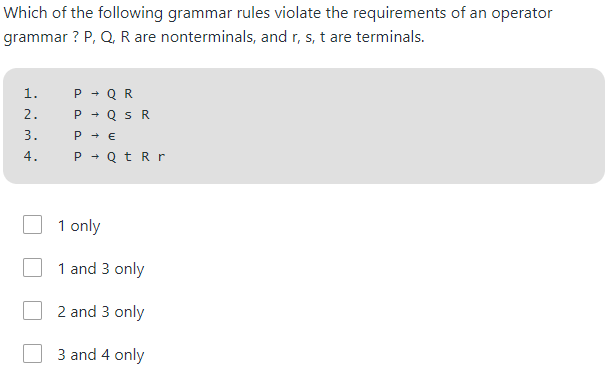 Which of the following grammar rules violate the requirements of an operator
grammar ? P, Q, R are nonterminals, and r, s, t are terminals.
1. P → Q R
2. P → Q s R
3. P → ϵ
4. P → Q t R r
1 only
1 and 3 only
2 and 3 only
3 and 4 only